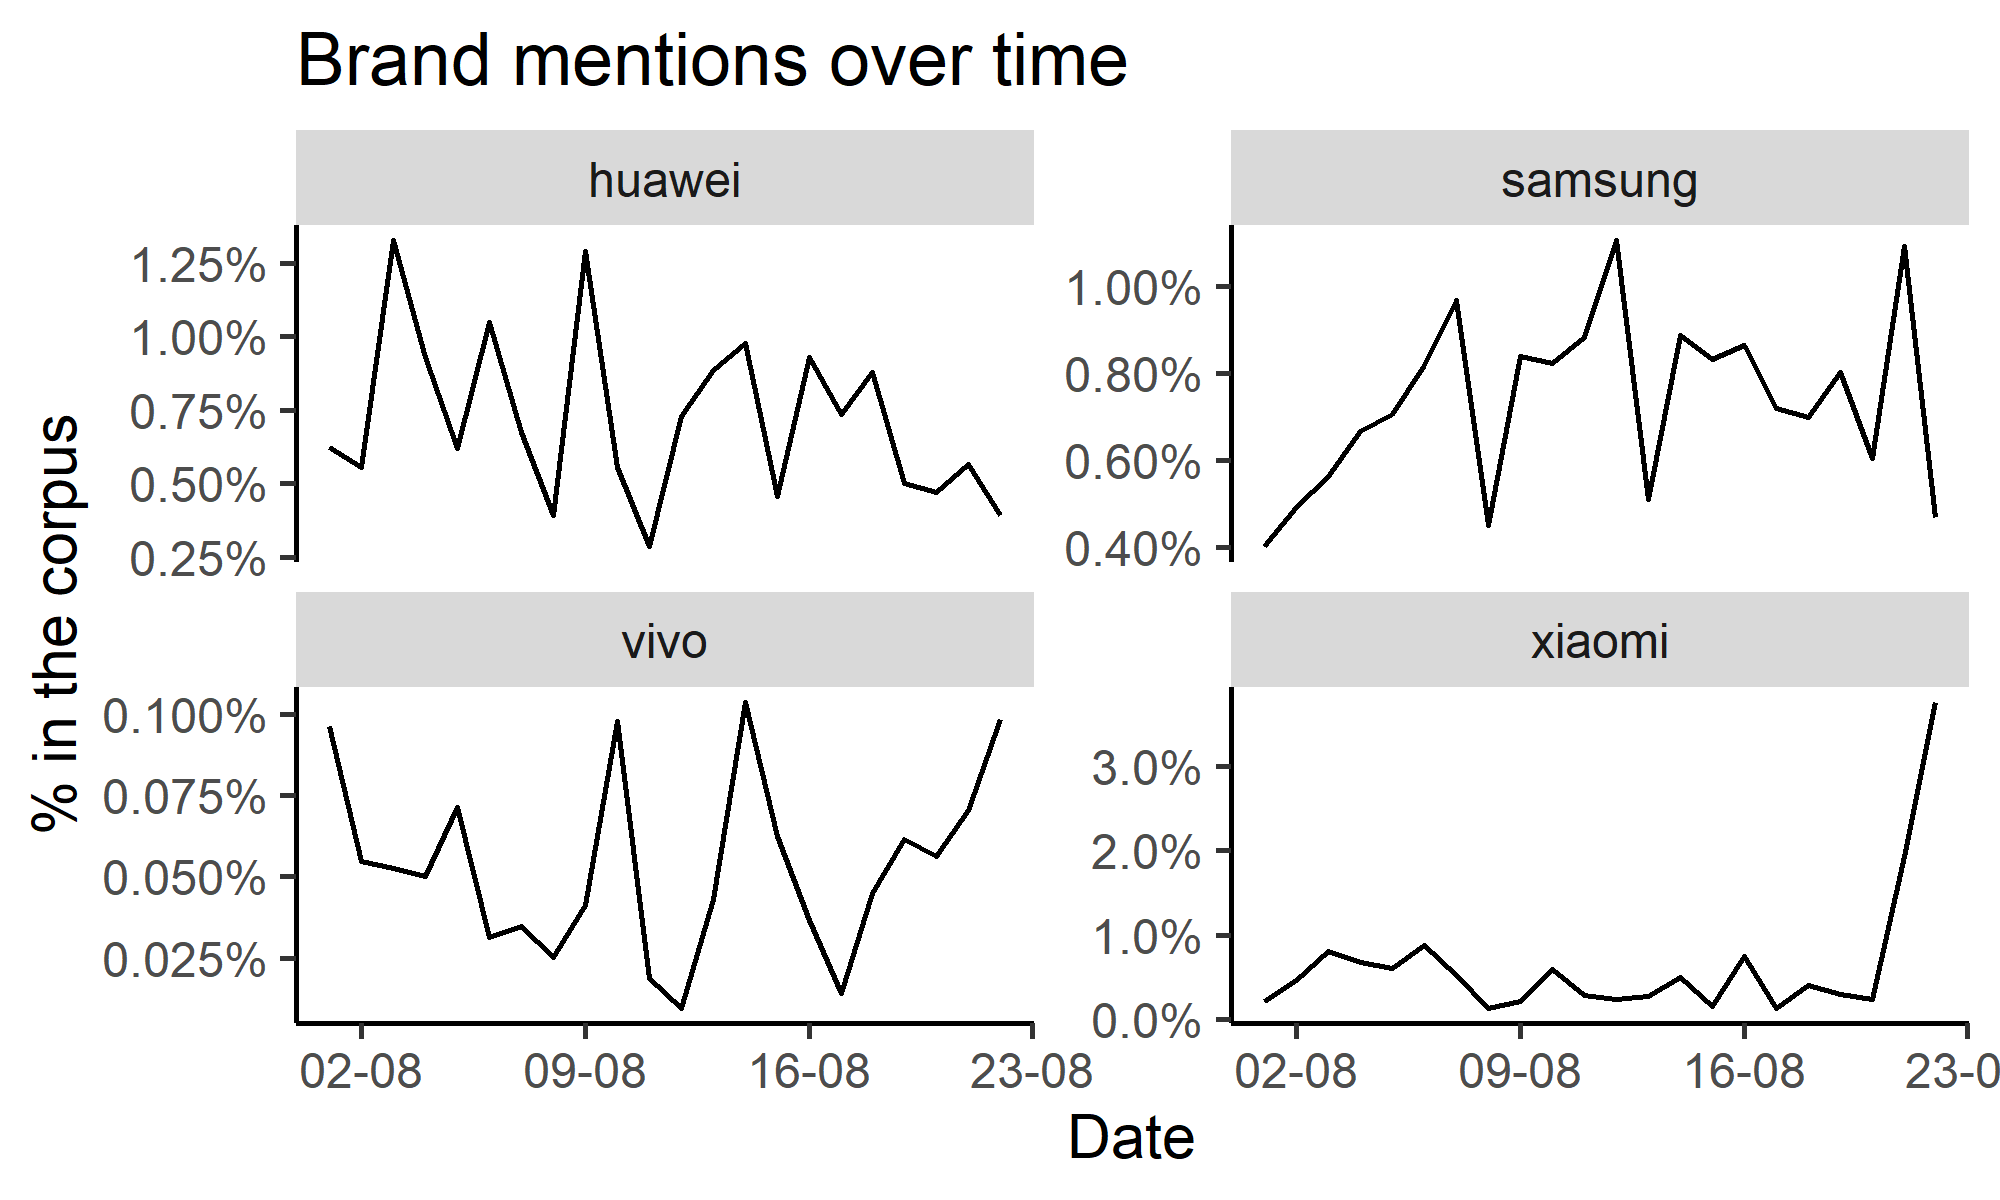 Brand mentions over time
huawei
samsung
1.25%
1.00%
0.75%
0.50%
0.25%
1.00%
0.80%
0.60%
0.40%
vivo
xiaomi
0.100%
0.075%
0.050%
0.025%
3.0%
2.0%
1.0%
0.0%
02-08 09-08 16-08 23-08
02-08 09-08 16-08 23-0
Date
% in the corpus